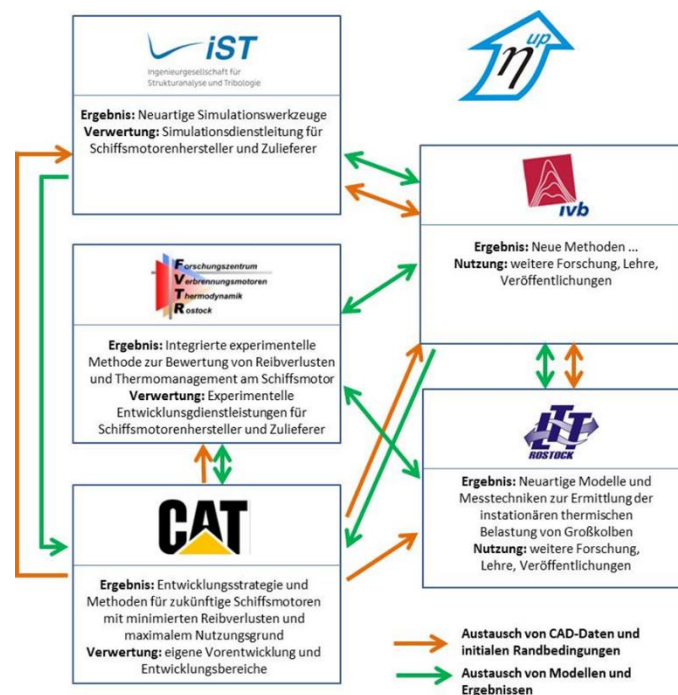 iST
Ingenieurgesellschaft für
Strukturanalyse und Tribologie
Ergebnis: Neuartige Simulationswerkzeuge
Verwertung: Simulationsdienstleitung für
Schiffsmotorenhersteller und Zulieferer
η up
ivb
Ergebnis: Neue Methoden ...
Nutzung: weitere Forschung, Lehre,
Veröffentlichungen
Forschungszentrum
Verbrennungsmotoren
Thermodynamik
Rostock
Ergebnis: Integrierte experimentelle
Methode zur Bewertung von Reibverlusten
und Thermomanagement am Schiffsmotor
Verwertung: Experimentelle
Entwicklunsgdienstleistungen für
Schiffsmotorenhersteller und Zulieferer
LTT
ROSTOCK
Ergebnis: Neuartige Modelle und
Messtechniken zur Ermittlung der
instationären thermischen
Belastung von Großkolben
Nutzung: weitere Forschung,
Lehre, Veröffentlichungen
CAT
Ergebnis: Entwicklungsstrategie und
Methoden für zukünftige Schiffsmotoren
mit minimierten Reibverlusten und
maximalem Nutzungsgrund
Verwertung: eigene Vorentwicklung und
Entwicklungsbereiche
Austausch von CAD-Daten und
initialen Randbedingungen
Austausch von Modellen und
Ergebnissen